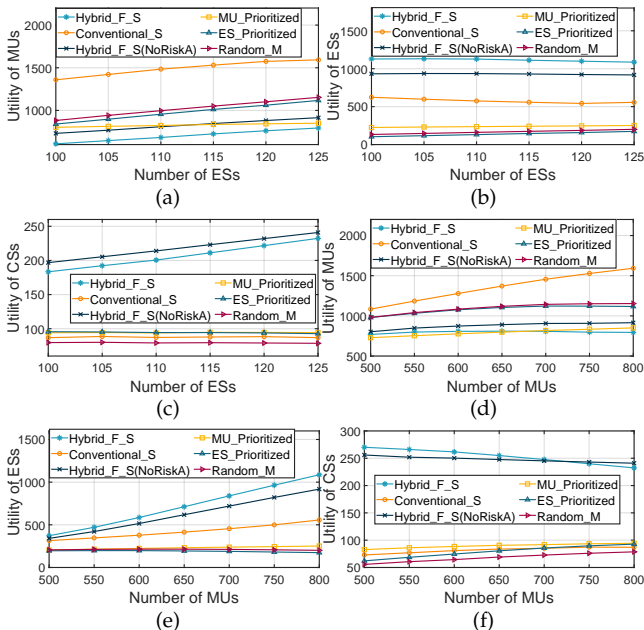 (a)
Utility of MUs
1500
1000
Hybrid_F_S
Conventional_S
Hybrid_F_S(NoRiskA)
MU_Prioritized
ES_Prioritized
Random_M
100 105 110 115 120 125
Number of ESs
(b)
Utility of ESs
1500
1000
500
0
Hybrid_F_S
Conventional_S
Hybrid_F_S(NoRiskA)
MU_Prioritized
ES_Prioritized
Random_M
100 105 110 115 120 125
Number of ESs
(c)
Utility of CSs
250
200
150
100
60
Hybrid_F_S
Conventional_S
Hybrid_F_S(NoRiskA)
MU_Prioritized
ES_Prioritized
Random_M
100 105 110 115 120 125
Number of ESs
(d)
Utility of MUs
2000
1500
1000
500
Hybrid_F_S
Conventional_S
Hybrid_F_S(NoRiskA)
MU_Prioritized
ES_Prioritized
Random_M
500 550 600 650 700 750 800
Number of MUs
(e)
Utility of ESs
1500
1000
500
0
Hybrid_F_S
Conventional_S
Hybrid_F_S(NoRiskA)
MU_Prioritized
ES_Prioritized
Random_M
500 550 600 650 700 750 800
Number of MUs
(f)
Utility of CSs
300
250
200
150
100
50
Hybrid_F_S
Conventional_S
Hybrid_F_S(NoRiskA)
MU_Prioritized
ES_Prioritized
Random_M
500 550 600 650 700 750 800
Number of MUs